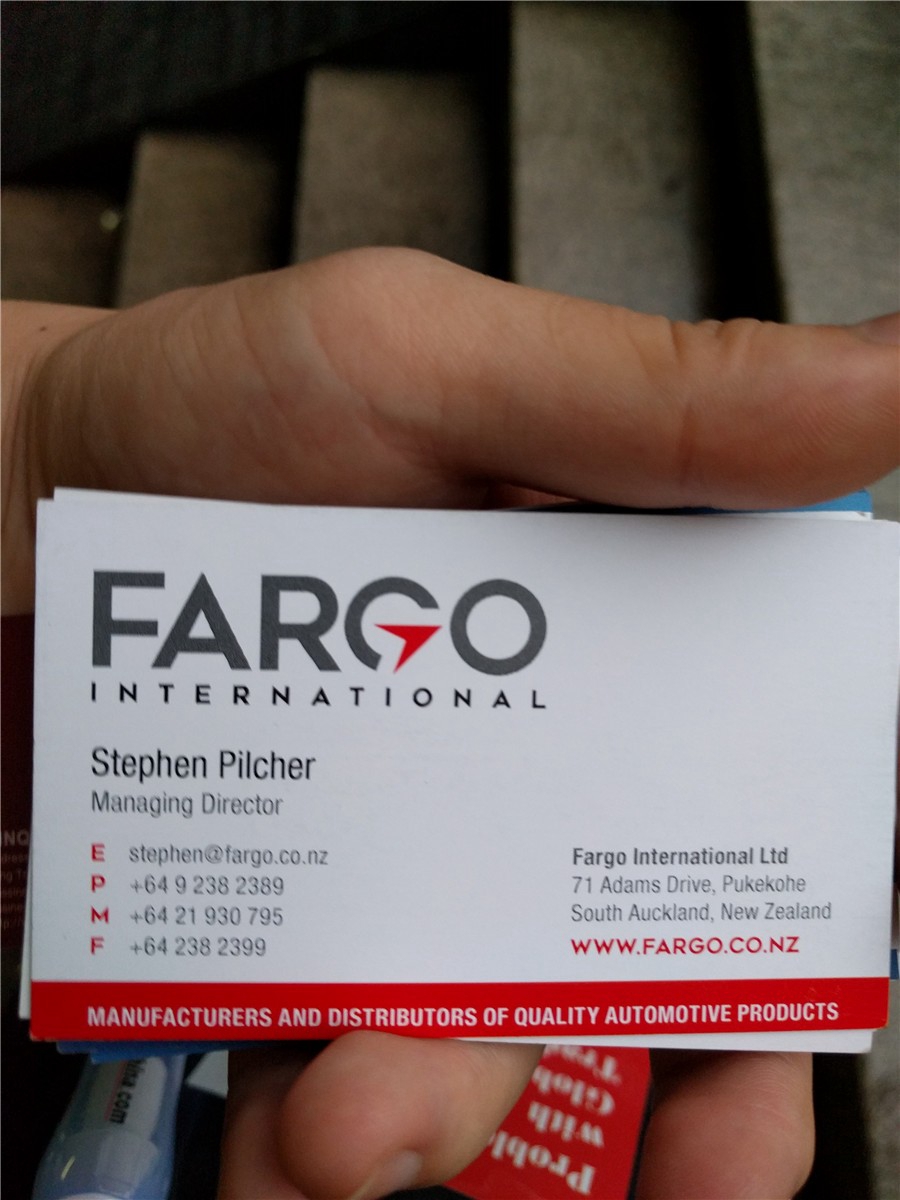 FARGO
INTERNATIONAL
Stephen Pilcher
Managing Director
E stephen@fargo.co.nz
P +64 9 238 2389
M +64 21 930 795
F +64 238 2399
Fargo International Ltd
71 Adams Drive, Pukekohe
South Auckland, New Zealand
WWW.FARGO.CO.NZ
MANUFACTURERS AND DISTRIBUTORS OF QUALITY AUTOMOTIVE PRODUCTS
with